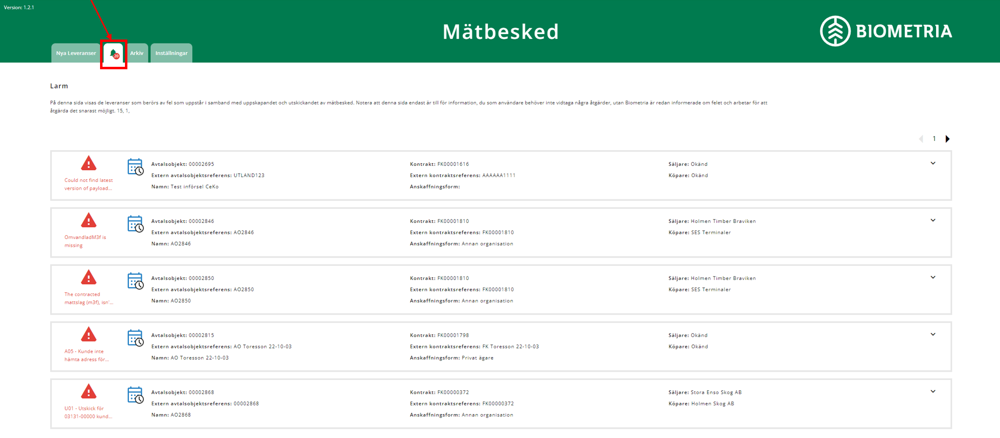 Version: 1.2.1
Mätbesked
BIOMETRIA
Nya Leveranser
20
Arkiv
Inställningar
Larm
På denna sida visas de leveranser som berörs av fel som uppstår i samband med uppskapandet och utskickandet av mätbesked. Notera att denna sida endast är till för information, du som användare behöver inte vidtaga några åtgärder, utan Biometria är redan informerade om felet och arbetar för att
åtgärda det snarast möjligt. 15, 1,
1
Could not find latest
version of payload...
Avtalsobjekt: 00002695
Extern avtalsobjektsreferens: UTLAND123
Namn: Test införsel CeKo
Kontrakt: FK00001616
Extern kontraktsreferens: AAAAAA1111
Anskaffningsform:
Säljare: Okänd
Köpare: Okänd
OmvandladM3f is
missing
Avtalsobjekt: 00002846
Extern avtalsobjektsreferens: AO2846
Namn: AO2846
Kontrakt: FK00001810
Extern kontraktsreferens: FK00001810
Anskaffningsform: Annan organisation
Säljare: Holmen Timber Braviken
Köpare: SES Terminaler
The contracted
mattslag (m3f), isn'...
Avtalsobjekt: 00002850
Extern avtalsobjektsreferens: AO2850
Namn: AO2850
Kontrakt: FK00001810
Extern kontraktsreferens: FK00001810
Anskaffningsform: Annan organisation
Säljare: Holmen Timber Braviken
Köpare: SES Terminaler
A05 - Kunde inte
hämta adress för...
Avtalsobjekt: 00002815
Extern avtalsobjektsreferens: AO Toresson 22-10-03
Namn: AO Toresson 22-10-03
Kontrakt: FK00001798
Extern kontraktsreferens: FK Toresson 22-10-03
Anskaffningsform: Privat ägare
Säljare: Okänd
Köpare: Okänd
U01 - Utskick för
03131-00000 kund...
Avtalsobjekt: 00002868
Extern avtalsobjektsreferens: 00002868
Namn: AO2868
Kontrakt: FK00000372
Extern kontraktsreferens: FK00000372
Anskaffningsform: Annan organisation
Säljare: Stora Enso Skog AB
Köpare: Holmen Skog AB